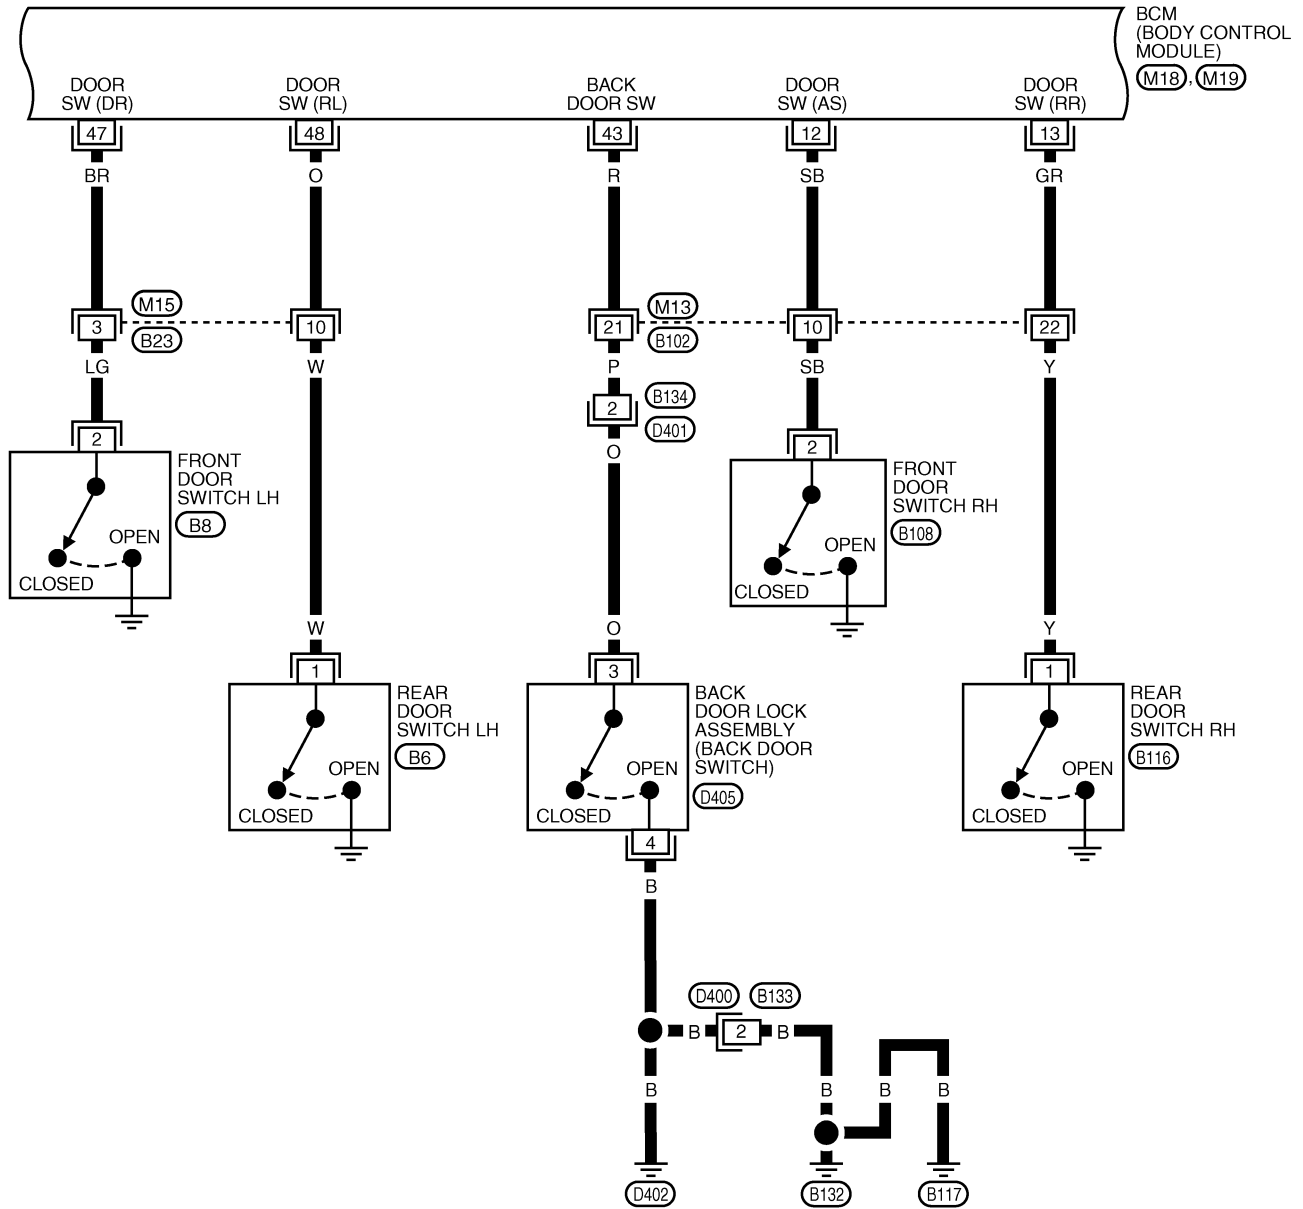 BCM
(BODY CONTROL
MODULE)
M18, M19
DOOR
SW (DR)
DOOR
SW (RL)
BACK
DOOR SW
DOOR
SW (AS)
DOOR
SW (RR)
47 48 43 12 13
BR O R SB GR
M15
M13
3 10 21 10 22
B23
B102
LG W P SB Y
B134
2
D401
O
2
FRONT
DOOR
SWITCH LH
B8
OPEN
CLOSED
2
FRONT
DOOR
SWITCH RH
B108
OPEN
CLOSED
W O Y
1
REAR
DOOR
SWITCH LH
B6
OPEN
CLOSED
3
BACK
DOOR LOCK
ASSEMBLY
(BACK DOOR
SWITCH)
D405
OPEN
CLOSED
4
1
REAR
DOOR
SWITCH RH
B116
OPEN
CLOSED
B
D400 B133
B 2 B
B B B B
D402 B132 B117